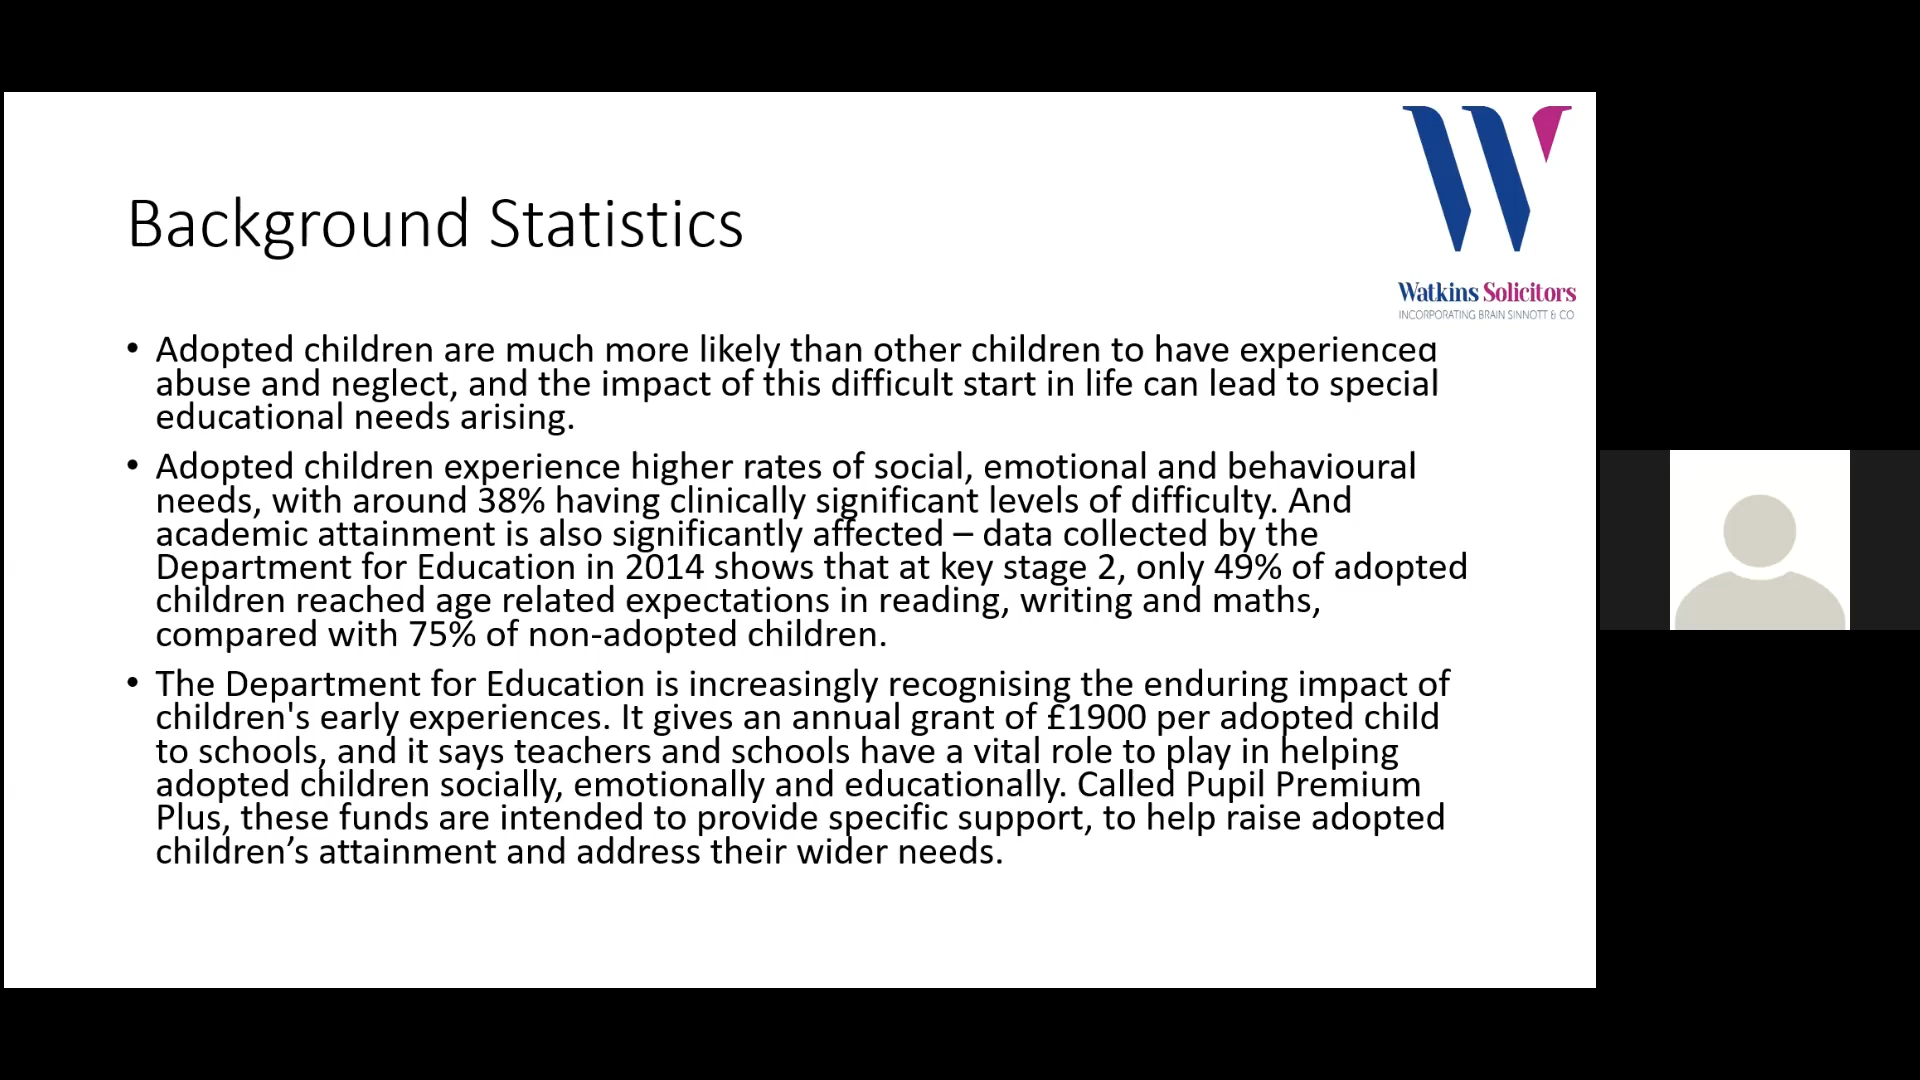 Watkins Solicitors
INCORPORATING BRAIN SINNOTT & CO
Background Statistics
• Adopted children are much more likely than other children to have experienced
abuse and neglect, and the impact of this difficult start in life can lead to special
educational needs arising.
• Adopted children experience higher rates of social, emotional and behavioural
needs, with around 38% having clinically significant levels of difficulty. And
academic attainment is also significantly affected – data collected by the
Department for Education in 2014 shows that at key stage 2, only 49% of adopted
children reached age related expectations in reading, writing and maths,
compared with 75% of non-adopted children.
• The Department for Education is increasingly recognising the enduring impact of
children's early experiences. It gives an annual grant of £1900 per adopted child
to schools, and it says teachers and schools have a vital role to play in helping
adopted children socially, emotionally and educationally. Called Pupil Premium
Plus, these funds are intended to provide specific support, to help raise adopted
children’s attainment and address their wider needs.